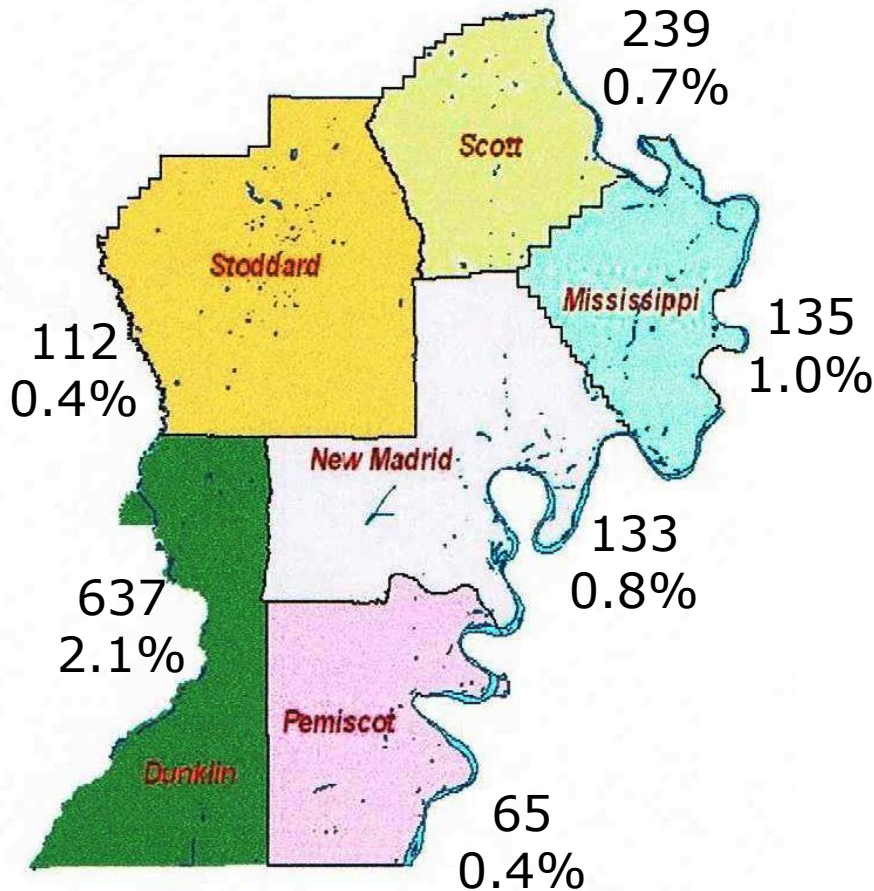 239
0.7%
Scott
Stoddard
Mississippi
135
1.0%
112
0.4%
New Madrid
133
0.8%
637
2.1%
Pemiscot
Dunklin
65
0.4%